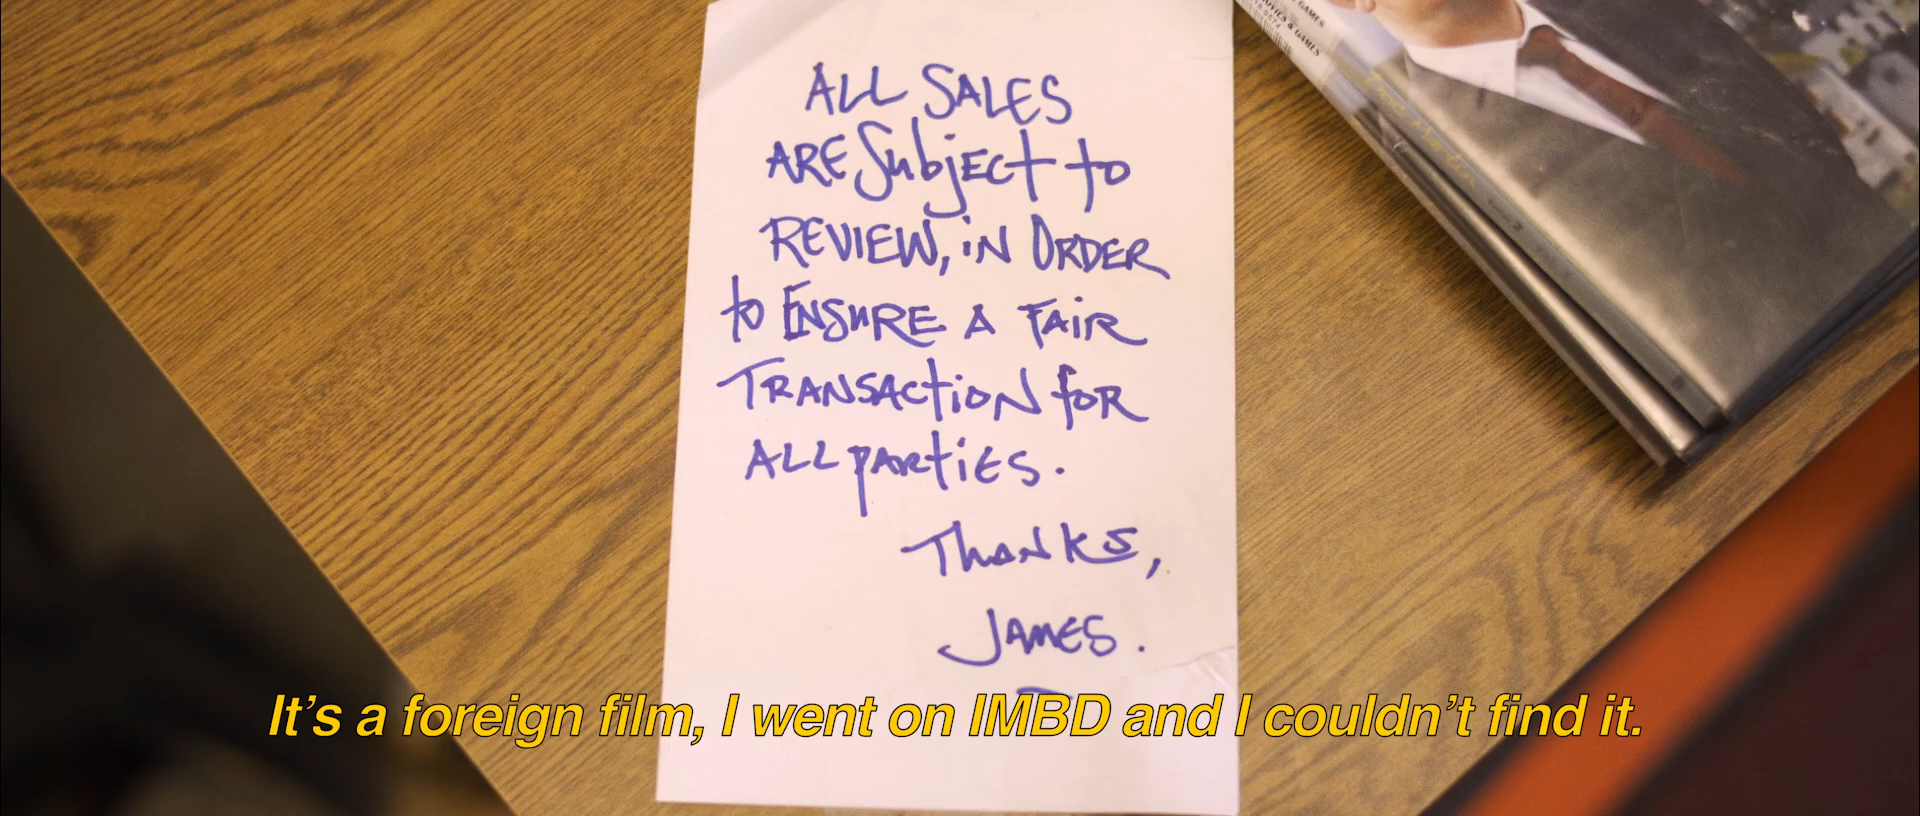 ALL SALES
ARE SUBJECT to
REVIEW, IN ORDER
to ENSURE A FAIR
TRANSACTION for
ALL PARTIES.
THANKS,
JAMES.
It's a foreign film, I went on IMBD and I couldn't find it.